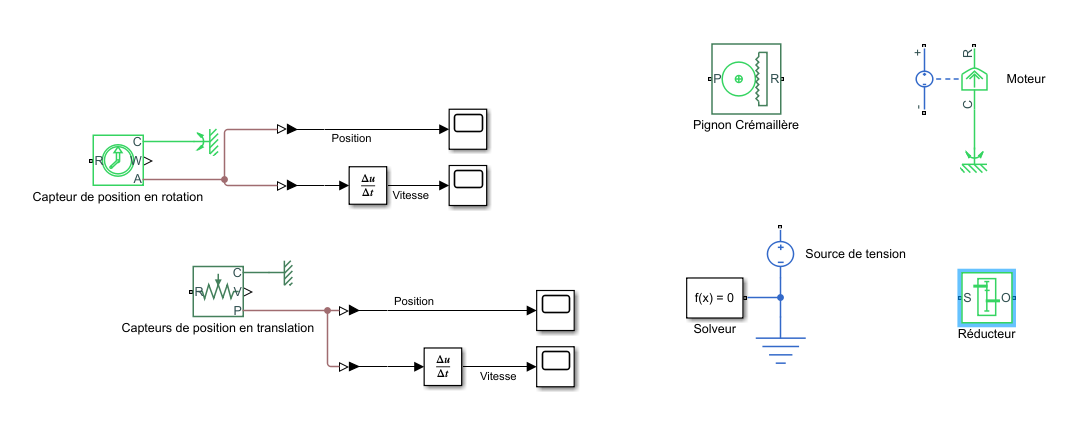 C
R
W
A
Capteur de position en rotation
Position
Δu
Δt
Vitesse
C
R
V
P
Capteurs de position en translation
Position
Δu
Δt
Vitesse
P
R
Pignon Crémaillère
+
-
R
C
Moteur
+
−
Source de tension
f(x) = 0
Solveur
S
O
Réducteur